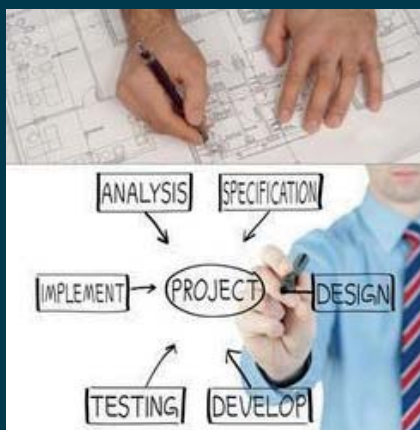 ANALYSIS SPECIFICATION
IMPLEMENT PROJECT DESIGN
TESTING DEVELOP